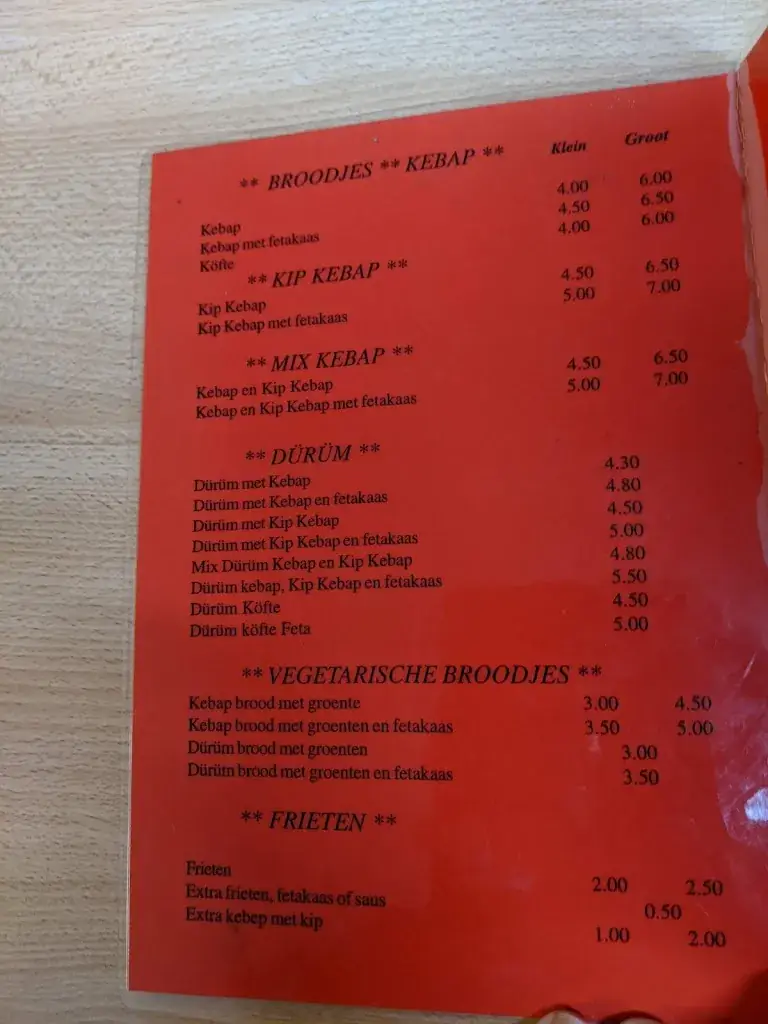 Klein Groot
** BROODJES ** KEBAP **
Kebap 4.00 6.00
Kebap met fetakaas 4.50 6.50
Köfte 4.00 6.00
** KIP KEBAP **
Kip Kebap 4.50 6.50
Kip Kebap met fetakaas 5.00 7.00
** MIX KEBAP **
Kebap en Kip Kebap 4.50 6.50
Kebap en Kip Kebap met fetakaas 5.00 7.00
** DÜRÜM **
Dürüm met Kebap 4.30
Dürüm met Kebap en fetakaas 4.80
Dürüm met Kip Kebap 4.50
Dürüm met Kip Kebap en fetakaas 5.00
Mix Dürüm Kebap en Kip Kebap 4.80
Dürüm kebap, Kip Kebap en fetakaas 5.50
Dürüm Köfte 4.50
Dürüm köfte Feta 5.00
** VEGETARISCHE BROODJES **
Kebap brood met groente 3.00 4.50
Kebap brood met groenten en fetakaas 3.50 5.00
Dürüm brood met groenten 3.00
Dürüm brood met groenten en fetakaas 3.50
** FRIETEN **
Frieten 2.00 2.50
Extra frieten, fetakaas of saus 0.50
Extra kebep met kip 1.00 2.00